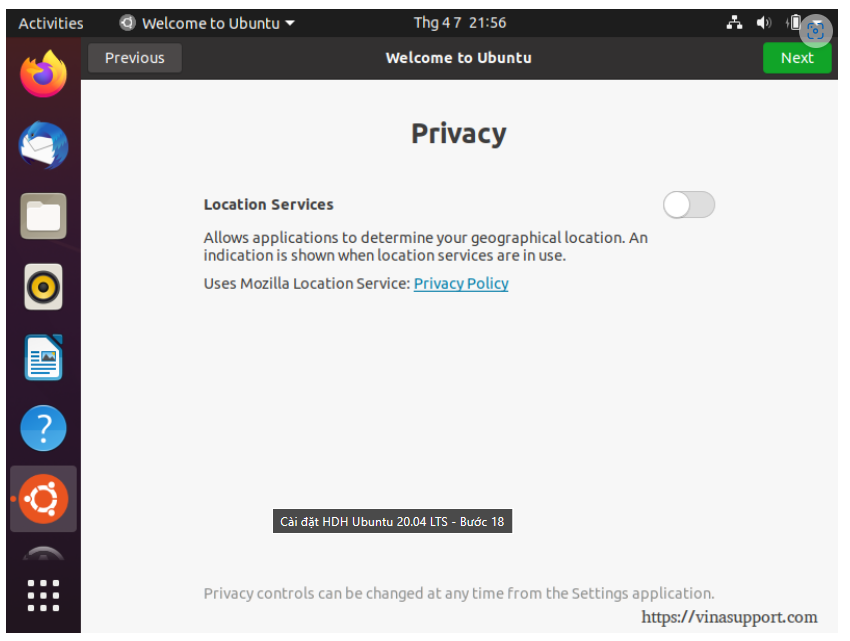 Activities
Welcome to Ubuntu
Thg 4 7 21:56
Previous
Welcome to Ubuntu
Next
Privacy
Location Services
Allows applications to determine your geographical location. An
indication is shown when location services are in use.
Uses Mozilla Location Service: Privacy Policy
?
Cài đặt HDH Ubuntu 20.04 LTS - Bước 18
Privacy controls can be changed at any time from the Settings application.
https://vinasupport.com